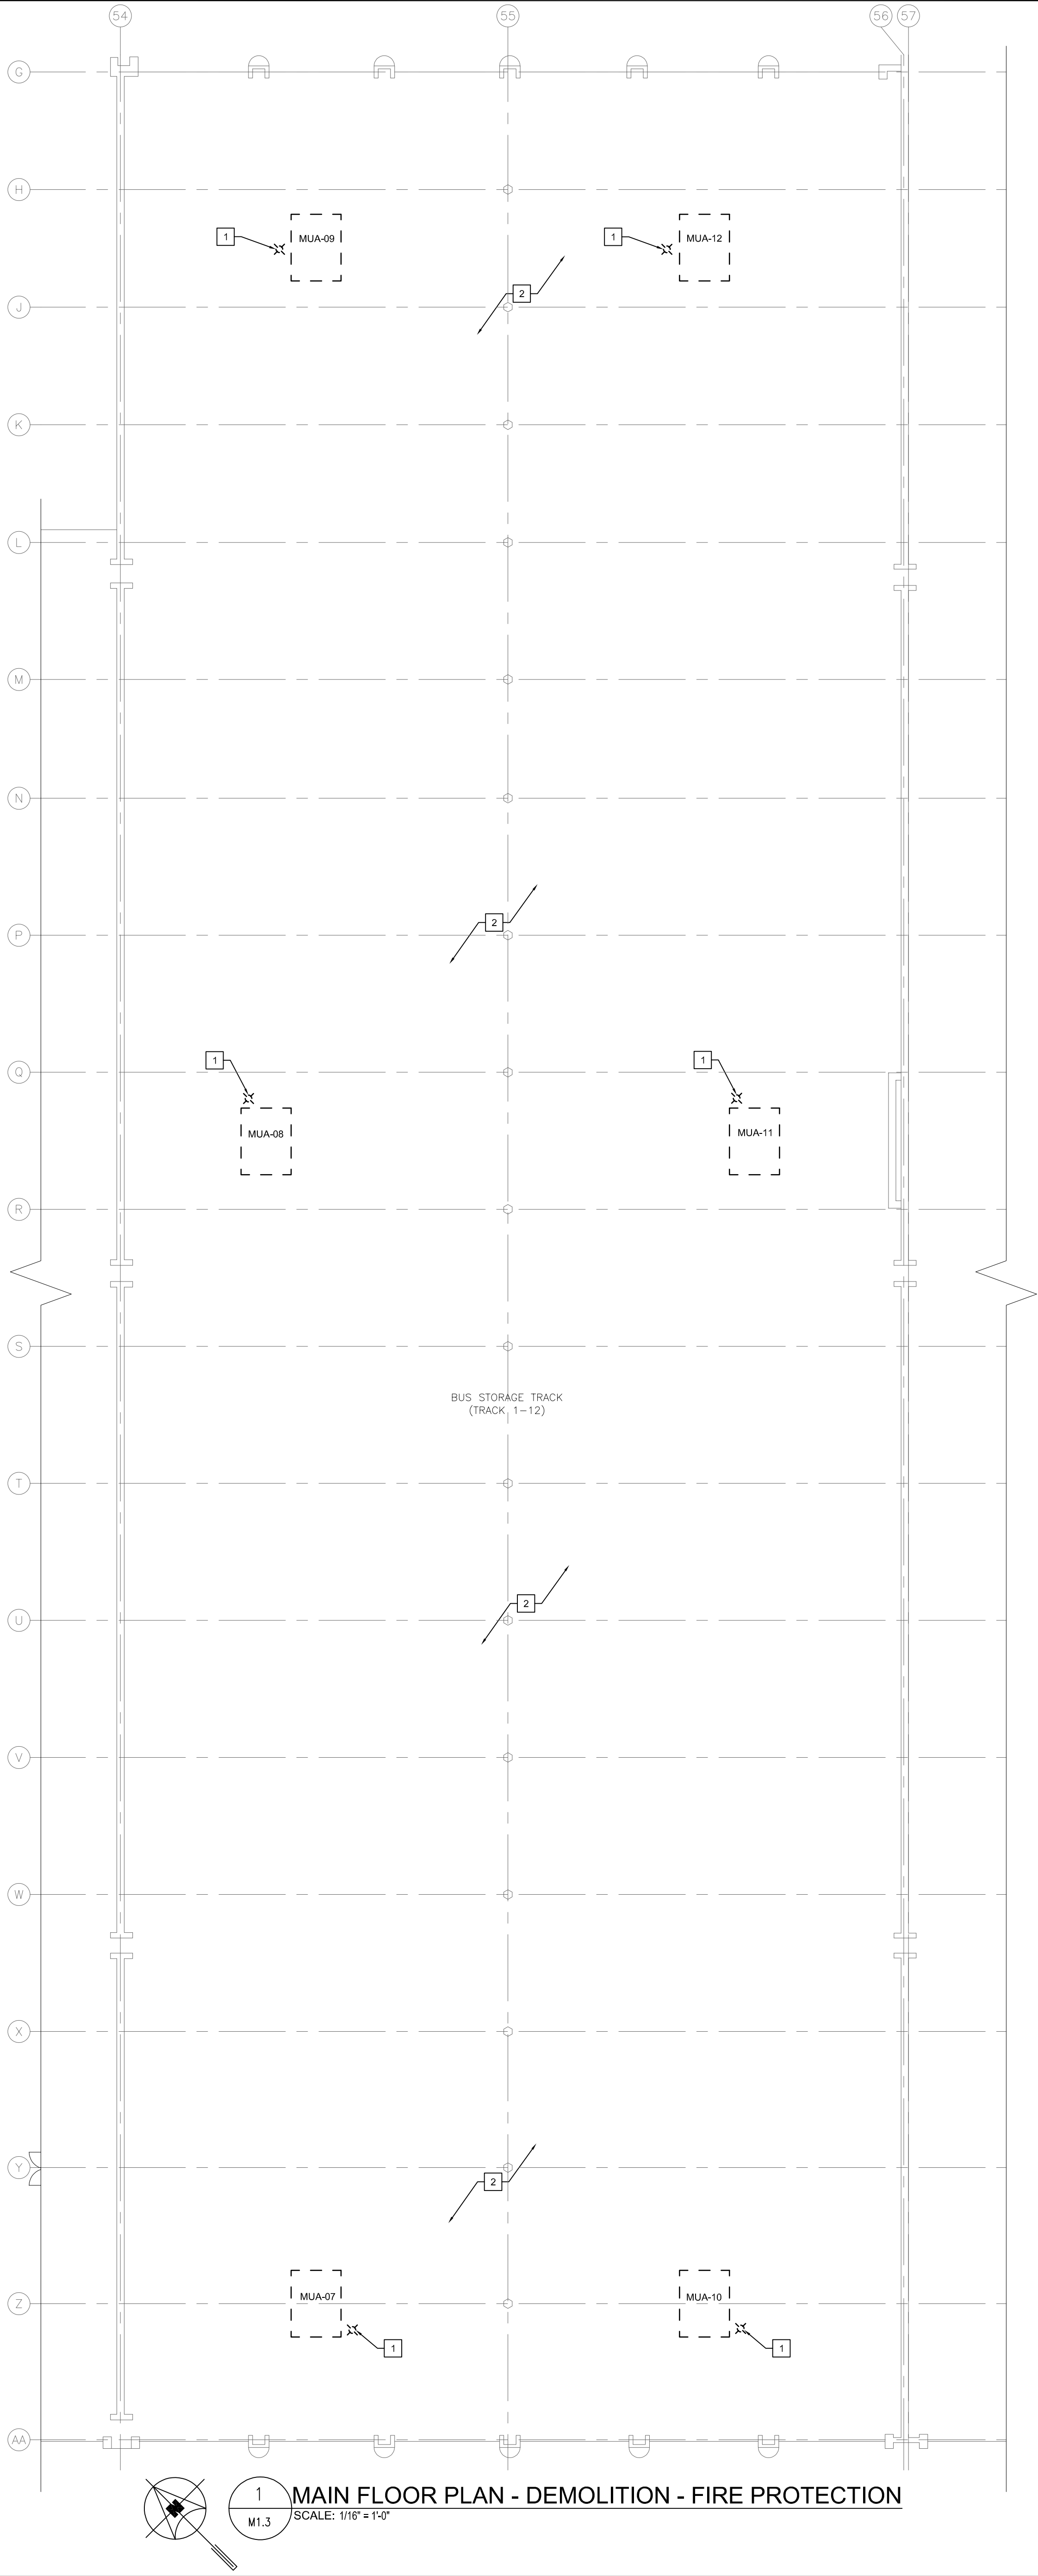 54
55
56
57
G
H
1
MUA-09
1
MUA-12
2
J
K
L
M
N
2
P
1
1
Q
MUA-08
MUA-11
R
S
BUS STORAGE TRACK
(TRACK 1-12)
T
2
U
V
W
X
Y
2
MUA-07
MUA-10
Z
1
1
AA
1
M1.3
MAIN FLOOR PLAN - DEMOLITION - FIRE PROTECTION
SCALE: 1/16" = 1'-0"